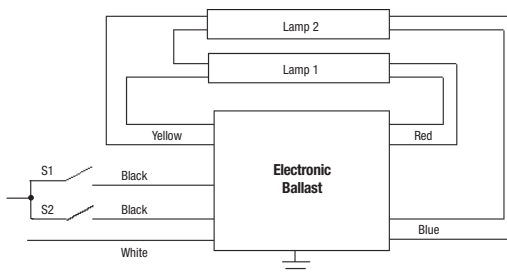 Lamp 2
Lamp 1
Yellow
Red
Electronic
Ballast
S1
Black
S2
Black
Blue
White